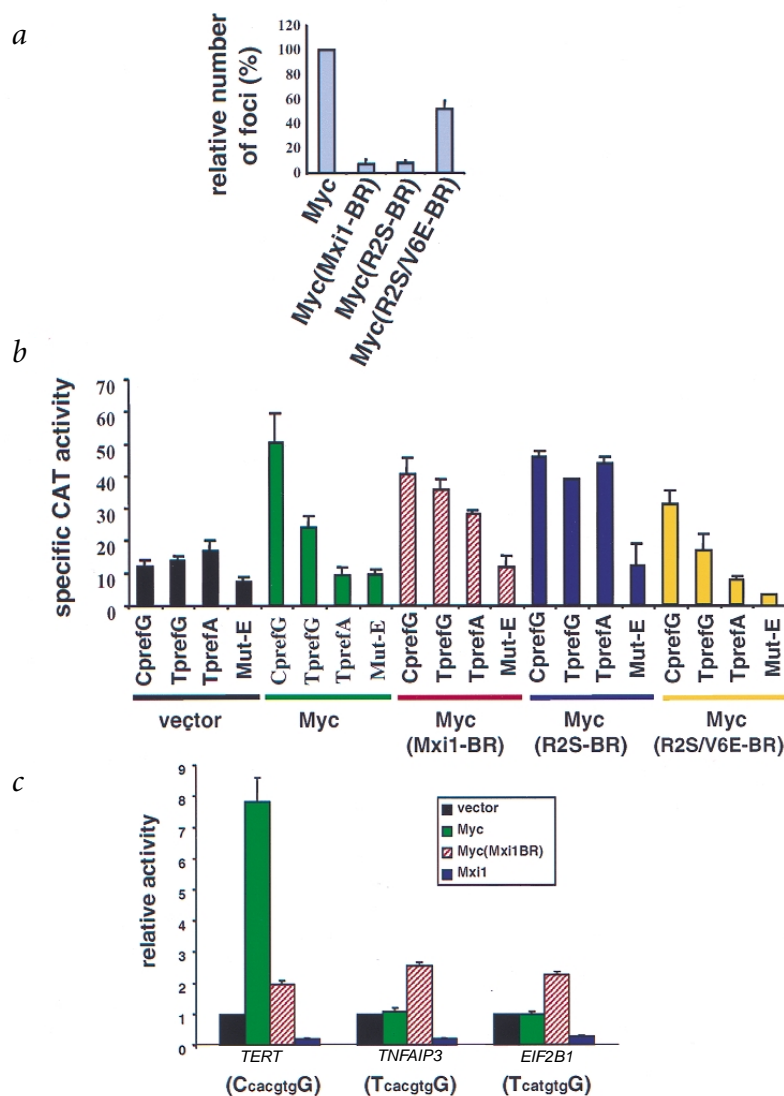 a
relative number
of foci (%)
120
100
80
60
40
20
0
Myc
Myc(Mxi1-BR)
Myc(R2S-BR)
Myc(R2S/V6E-BR)
b
specific CAT activity
70
60
50
40
30
20
10
0
CprefG
TprefG
TprefA
Mut-E
CprefG
TprefG
TprefA
Mut-E
CprefG
TprefG
TprefA
Mut-E
CprefG
TprefG
TprefA
Mut-E
CprefG
TprefG
TprefA
Mut-E
vector
Myc
Myc
(Mxi1-BR)
Myc
(R2S-BR)
Myc
(R2S/V6E-BR)
c
relative activity
9
8
7
6
5
4
3
2
1
0
vector
Myc
Myc(Mxi1BR)
Mxi1
TERT
TNFAIP3
EIF2B1
(CcacgtgG)
(TcacgtgG)
(TcatgtgG)